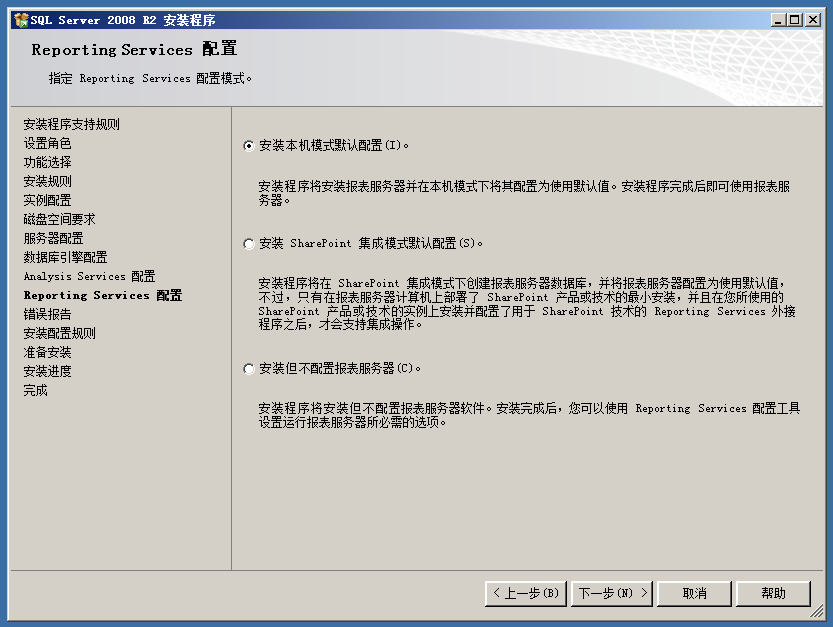 SQL Server 2008 R2 安装程序
Reporting Services 配置
指定 Reporting Services 配置模式。
安装程序支持规则
设置角色
功能选择
安装规则
实例配置
磁盘空间要求
服务器配置
数据库引擎配置
Analysis Services 配置
Reporting Services 配置
错误报告
安装配置规则
准备安装
安装进度
完成
安装本机模式默认配置(I)。
安装程序将安装报表服务器并在本机模式下将其配置为使用默认值。安装程序完成后即可使用报表服
务器。
安装 SharePoint 集成模式默认配置(S)。
安装程序将在 SharePoint 集成模式下创建报表服务器数据库，并将报表服务器配置为使用默认值，
不过，只有在报表服务器计算机上部署了 SharePoint 产品或技术的最小安装，并且在您所使用的
SharePoint 产品或技术的实例上安装并配置了用于 SharePoint 技术的 Reporting Services 外接
程序之后，才会支持集成操作。
安装但不配置报表服务器(C)。
安装程序将安装但不配置报表服务器软件。安装完成后，您可以使用 Reporting Services 配置工具
设置运行报表服务器所必需的选项。
< 上一步(B) 下一步(N) > 取消 帮助